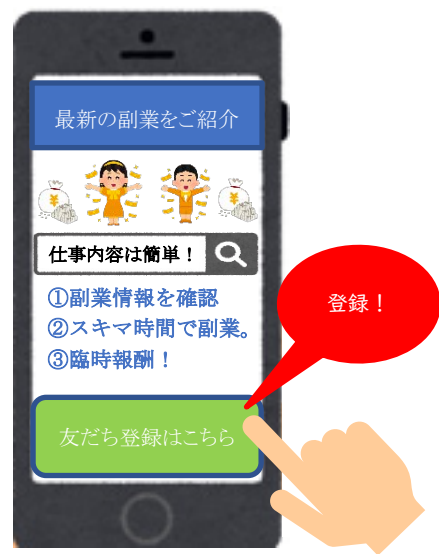 最新の副業をご紹介
¥
¥
仕事内容は簡単！
①副業情報を確認
②スキマ時間で副業。
③臨時報酬！
登録！
友だち登録はこちら